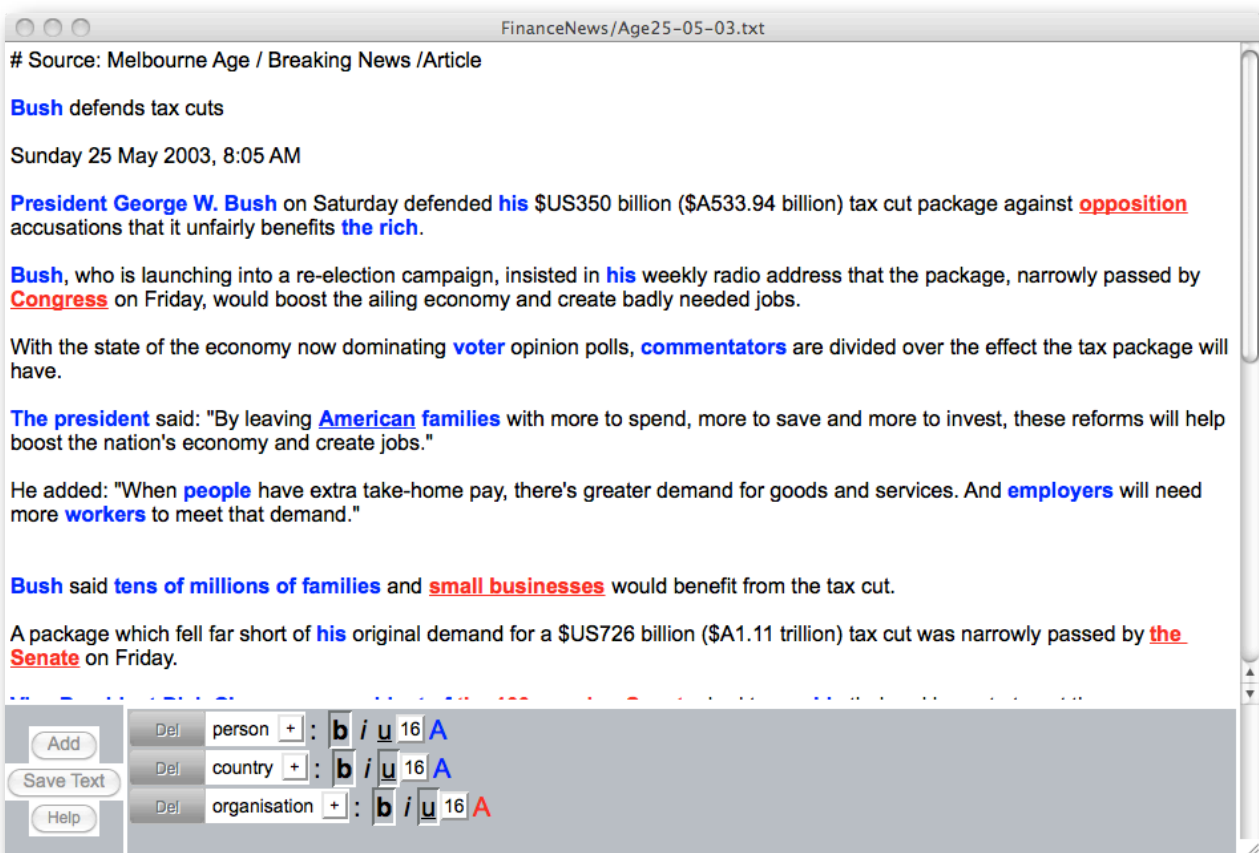 FinanceNews/Age25-05-03.txt
# Source: Melbourne Age / Breaking News /Article
Bush defends tax cuts
Sunday 25 May 2003, 8:05 AM
President George W. Bush on Saturday defended his $US350 billion ($A533.94 billion) tax cut package against opposition
accusations that it unfairly benefits the rich.
Bush, who is launching into a re-election campaign, insisted in his weekly radio address that the package, narrowly passed by
Congress on Friday, would boost the ailing economy and create badly needed jobs.
With the state of the economy now dominating voter opinion polls, commentators are divided over the effect the tax package will
have.
The president said: "By leaving American families with more to spend, more to save and more to invest, these reforms will help
boost the nation's economy and create jobs."
He added: "When people have extra take-home pay, there's greater demand for goods and services. And employers will need
more workers to meet that demand."
Bush said tens of millions of families and small businesses would benefit from the tax cut.
A package which fell far short of his original demand for a $US726 billion ($A1.11 trillion) tax cut was narrowly passed by the
Senate on Friday.
Add
Save Text
Help
Del person + : b i u 16 A
Del country + : b i u 16 A
Del organisation + : b i u 16 A